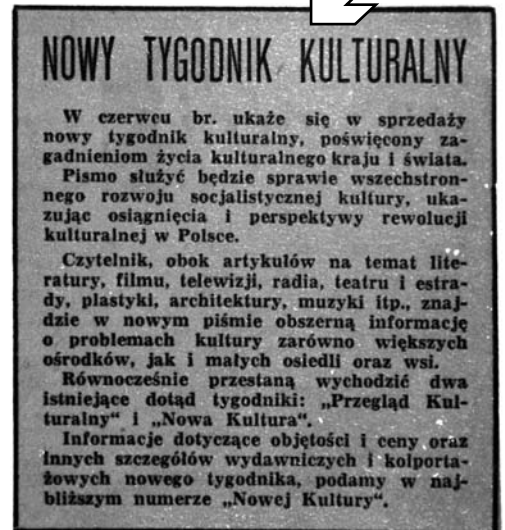 NOWY TYGODNIK KULTURALNY
W czerwcu br. ukaże się w sprzedaży
nowy tygodnik kulturalny, poświęcony za-
gadnieniom życia kulturalnego kraju i świata.
Pismo służyć będzie sprawie wszechstron-
nego rozwoju socjalistycznej kultury, uka-
zując osiągnięcia i perspektywy rewolucji
kulturalnej w Polsce.
Czytelnik, obok artykułów na temat lite-
ratury, filmu, telewizji, radia, teatru i estra-
dy, plastyki, architektury, muzyki itp., znaj-
dzie w nowym piśmie obszerną informację
o problemach kultury zarówno większych
ośrodków, jak i małych osiedli oraz wsi.
Równocześnie przestaną wychodzić dwa
istniejące dotąd tygodniki: „Przegląd Kul-
turalny“ i „Nowa Kultura“.
Informacje dotyczące objętości i ceny oraz
innych szczegółów wydawniczych i kolporta-
żowych nowego tygodnika, podamy w naj-
bliższym numerze „Nowej Kultury“.